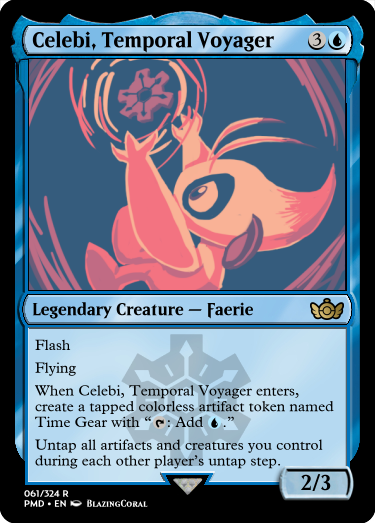 Celebi, Temporal Voyager 3
Legendary Creature — Faerie
Flash
Flying
When Celebi, Temporal Voyager enters,
create a tapped colorless artifact token named
Time Gear with “: Add .”
Untap all artifacts and creatures you control
during each other player's untap step.
2/3
061/324 R
PMD • EN BlazingCoral